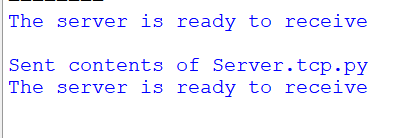 The server is ready to receive
Sent contents of Server.tcp.py
The server is ready to receive